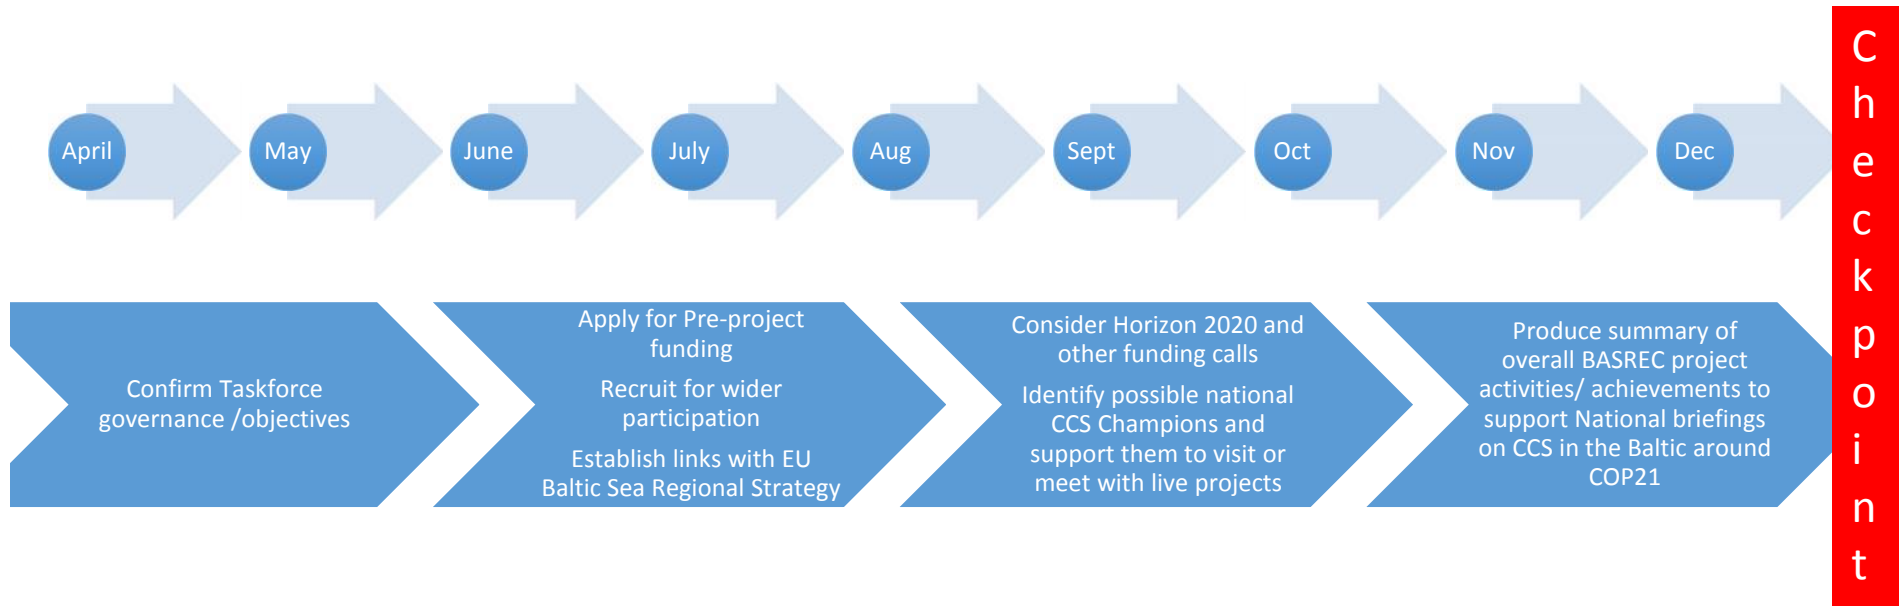 April
May
June
July
Aug
Sept
Oct
Nov
Dec
Confirm Taskforce
governance /objectives
Apply for Pre-project
funding
Recruit for wider
participation
Establish links with EU
Baltic Sea Regional Strategy
Consider Horizon 2020 and
other funding calls
Identify possible national
CCS Champions and
support them to visit or
meet with live projects
Produce summary of
overall BASREC project
activities/ achievements to
support National briefings
on CCS in the Baltic around
COP21
Checkpoint